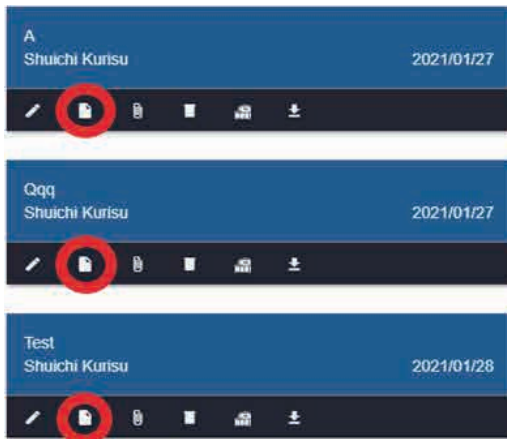 A
Shuichi Kurisu 2021/01/27
Qqq
Shuichi Kurisu 2021/01/27
Test
Shuichi Kurisu 2021/01/28